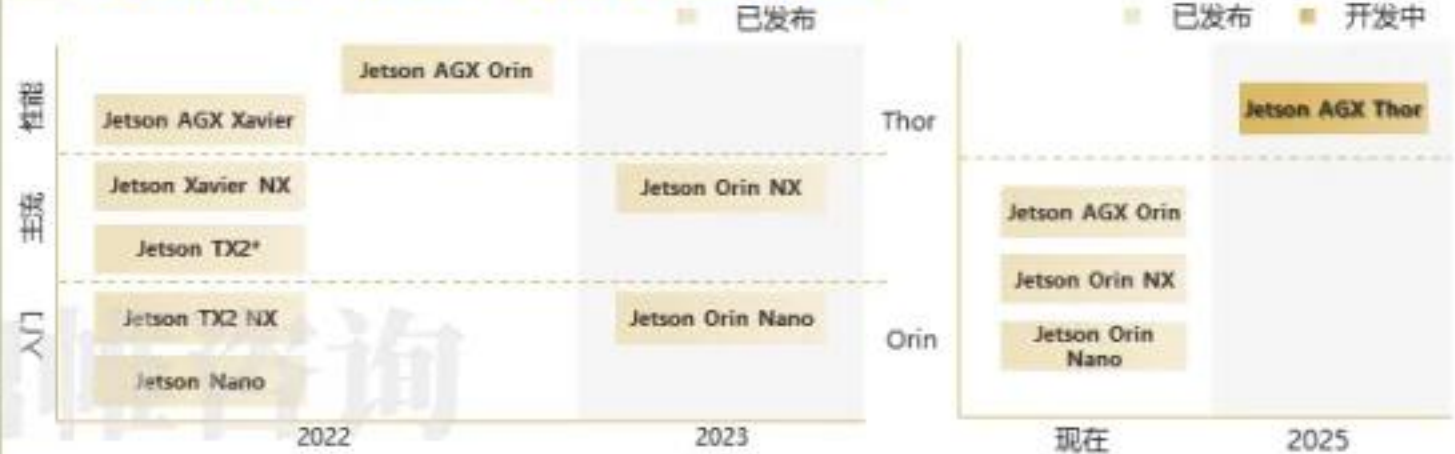 已发布
性能
Jetson AGX Orin
Jetson AGX Xavier
主流
Jetson Xavier NX
Jetson Orin NX
Jetson TX2*
入门
Jetson TX2 NX
Jetson Orin Nano
Jetson Nano
2022
2023
已发布
开发中
Thor
Jetson AGX Thor
Orin
Jetson AGX Orin
Jetson Orin NX
Jetson Orin
Nano
现在
2025
咨询